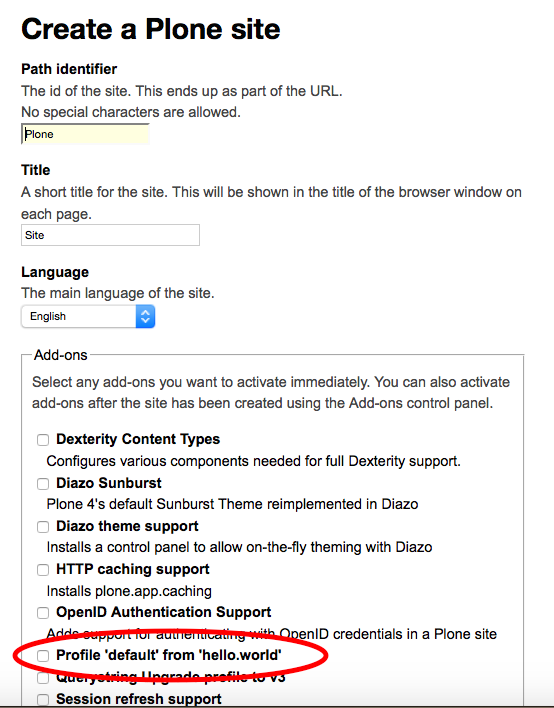 Create a Plone site
Path identifier
The id of the site. This ends up as part of the URL.
No special characters are allowed.
Plone
Title
A short title for the site. This will be shown in the title of the browser window on
each page.
Site
Language
The main language of the site.
English
Add-ons
Select any add-ons you want to activate immediately. You can also activate
add-ons after the site has been created using the Add-ons control panel.
Dexterity Content Types
Configures various components needed for full Dexterity support.
Diazo Sunburst
Plone 4's default Sunburst Theme reimplemented in Diazo
Diazo theme support
Installs a control panel to allow on-the-fly theming with Diazo
HTTP caching support
Installs plone.app.caching
OpenID Authentication Support
Adds support for authenticating with OpenID credentials in a Plone site
Profile 'default' from 'hello.world'
Querystring Upgrade profile to v3
Session refresh support